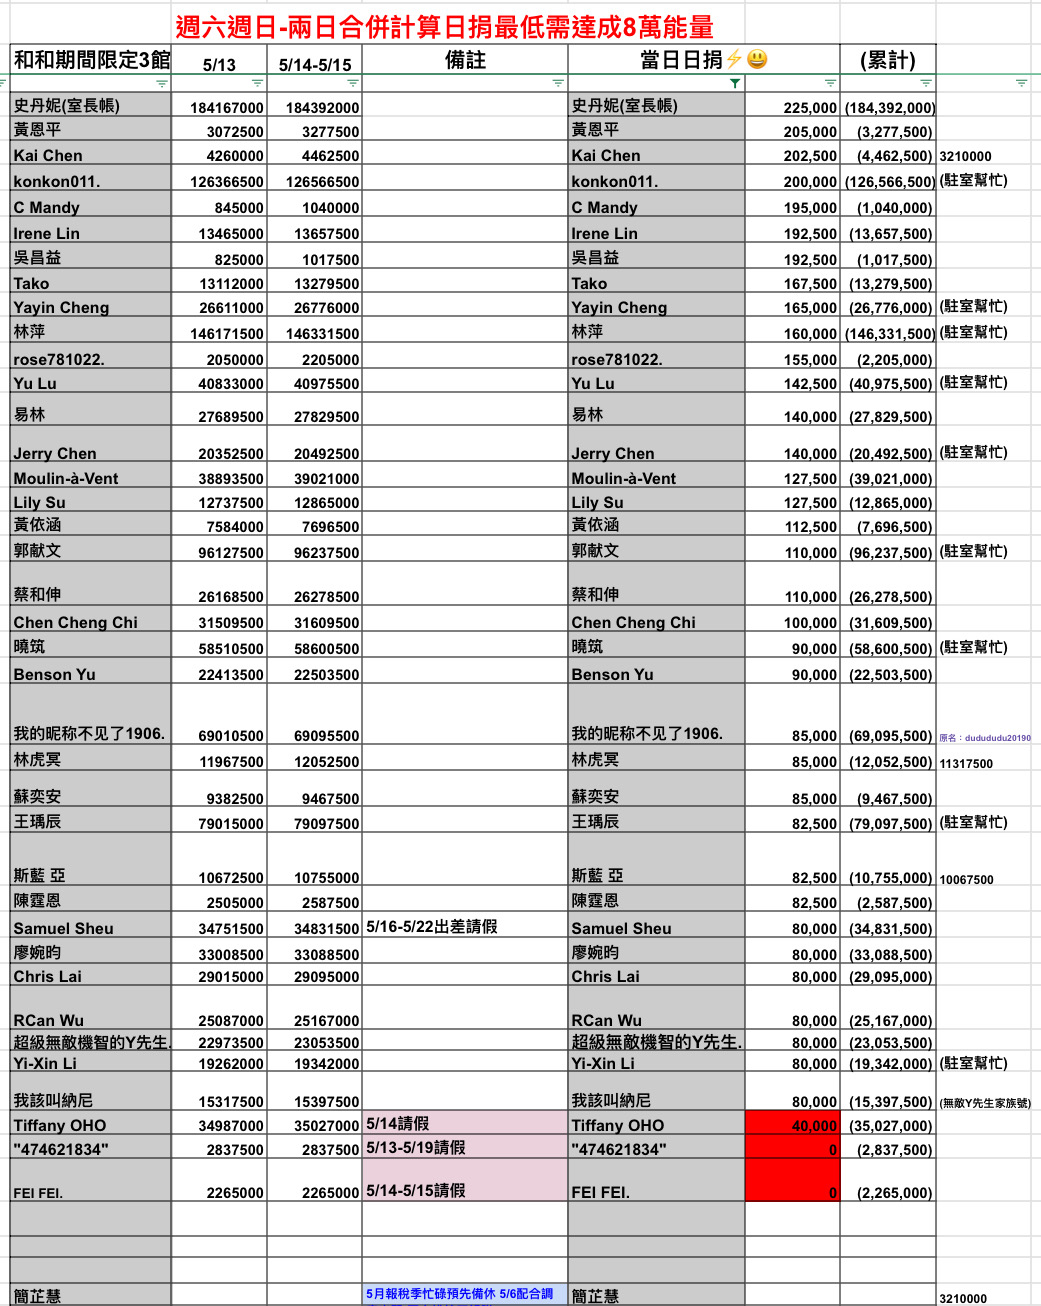 週六週日-兩日合併計算日捐最低需達成8萬能量
和和期間限定3館 5/13 5/14-5/15 備註 當日日捐⚡😃 (累計)
史丹妮(室長帳) 184167000 184392000 史丹妮(室長帳) 225,000 (184,392,000)
黃恩平 3072500 3277500 黃恩平 205,000 (3,277,500)
Kai Chen 4260000 4462500 Kai Chen 202,500 (4,462,500) 3210000
konkon011. 126366500 126566500 konkon011. 200,000 (126,566,500) (駐室幫忙)
C Mandy 845000 1040000 C Mandy 195,000 (1,040,000)
Irene Lin 13465000 13657500 Irene Lin 192,500 (13,657,500)
吳昌益 825000 1017500 吳昌益 192,500 (1,017,500)
Tako 13112000 13279500 Tako 167,500 (13,279,500)
Yayin Cheng 26611000 26776000 Yayin Cheng 165,000 (26,776,000) (駐室幫忙)
林萍 146171500 146331500 林萍 160,000 (146,331,500) (駐室幫忙)
rose781022. 2050000 2205000 rose781022. 155,000 (2,205,000)
Yu Lu 40833000 40975500 Yu Lu 142,500 (40,975,500) (駐室幫忙)
易林 27689500 27829500 易林 140,000 (27,829,500)
Jerry Chen 20352500 20492500 Jerry Chen 140,000 (20,492,500) (駐室幫忙)
Moulin-à-Vent 38893500 39021000 Moulin-à-Vent 127,500 (39,021,000)
Lily Su 12737500 12865000 Lily Su 127,500 (12,865,000)
黃依涵 7584000 7696500 黃依涵 112,500 (7,696,500)
郭献文 96127500 96237500 郭献文 110,000 (96,237,500) (駐室幫忙)
蔡和伸 26168500 26278500 蔡和伸 110,000 (26,278,500)
Chen Cheng Chi 31509500 31609500 Chen Cheng Chi 100,000 (31,609,500)
曉筑 58510500 58600500 曉筑 90,000 (58,600,500) (駐室幫忙)
Benson Yu 22413500 22503500 Benson Yu 90,000 (22,503,500)
我的昵称不见了1906. 69010500 69095500 我的昵称不见了1906. 85,000 (69,095,500) 原名：dudududu20190
林虎冥 11967500 12052500 林虎冥 85,000 (12,052,500) 11317500
蘇奕安 9382500 9467500 蘇奕安 85,000 (9,467,500)
王瑀辰 79015000 79097500 王瑀辰 82,500 (79,097,500) (駐室幫忙)
斯藍 亞 10672500 10755000 斯藍 亞 82,500 (10,755,000) 10067500
陳霆恩 2505000 2587500 陳霆恩 82,500 (2,587,500)
Samuel Sheu 34751500 34831500 5/16-5/22出差請假 Samuel Sheu 80,000 (34,831,500)
廖婉昀 33008500 33088500 廖婉昀 80,000 (33,088,500)
Chris Lai 29015000 29095000 Chris Lai 80,000 (29,095,000)
RCan Wu 25087000 25167000 RCan Wu 80,000 (25,167,000)
超級無敵機智的Y先生. 22973500 23053500 超級無敵機智的Y先生. 80,000 (23,053,500)
Yi-Xin Li 19262000 19342000 Yi-Xin Li 80,000 (19,342,000) (駐室幫忙)
我該叫納尼 15317500 15397500 我該叫納尼 80,000 (15,397,500) (無敵Y先生家族號)
Tiffany OHO 34987000 35027000 5/14請假 Tiffany OHO 40,000 (35,027,000)
"474621834" 2837500 2837500 5/13-5/19請假 "474621834" 0 (2,837,500)
FEI FEI. 2265000 2265000 5/14-5/15請假 FEI FEI. 0 (2,265,000)
簡芷慧 5月報稅季忙碌預先備休 5/6配合調 簡芷慧 3210000